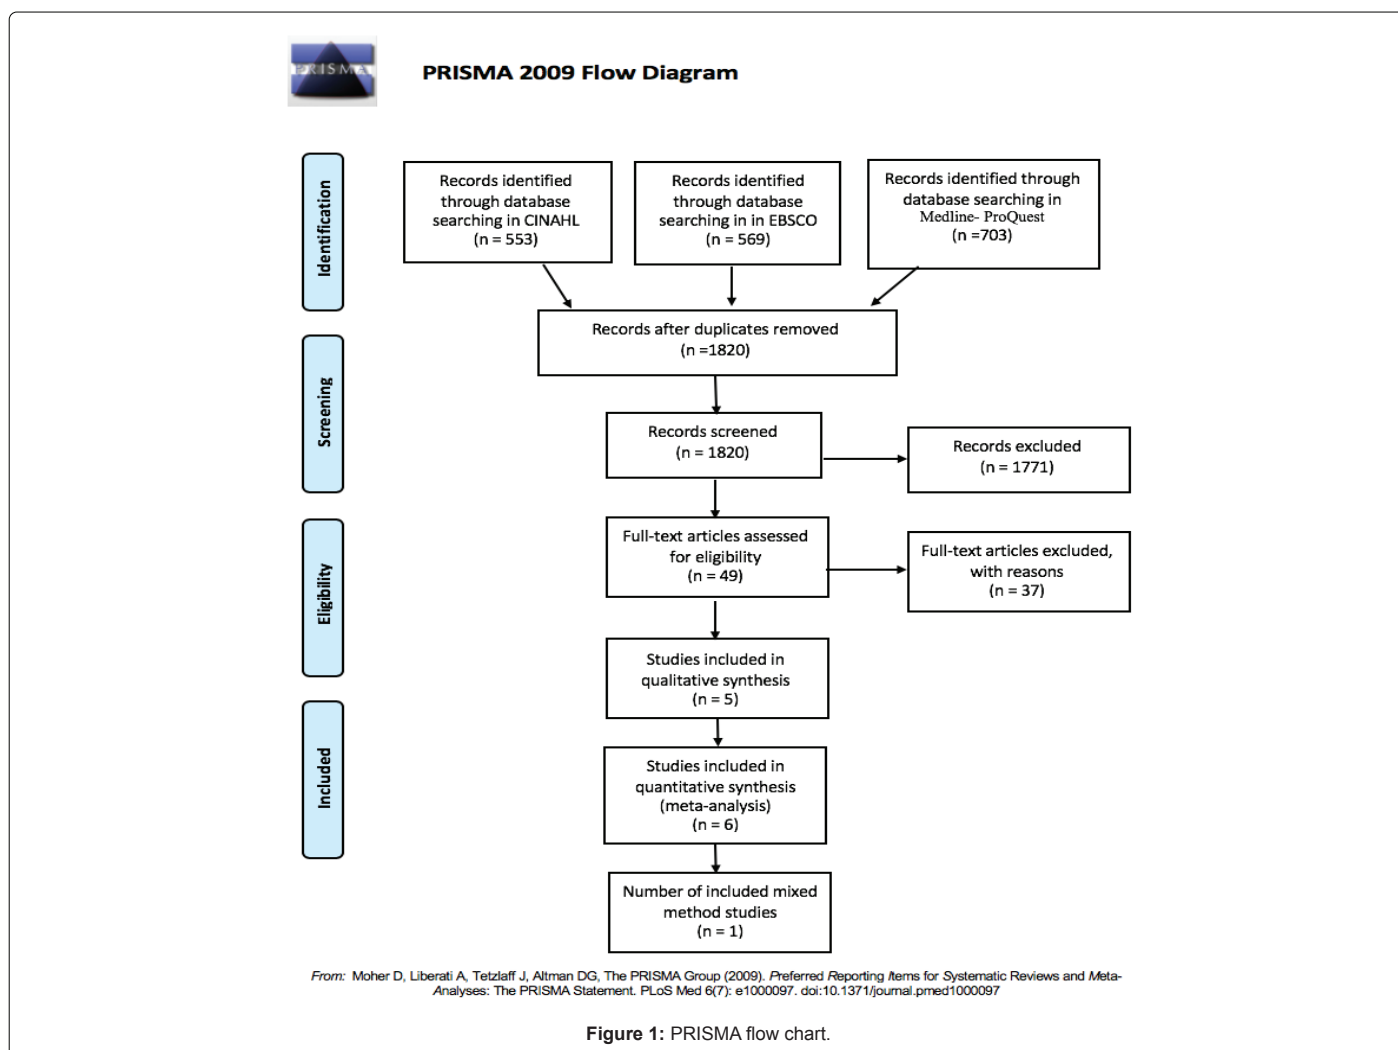 PRISMA
PRISMA 2009 Flow Diagram
Identification
Records identified
through database
searching in CINAHL
(n = 553)
Records identified
through database
searching in in EBSCO
(n = 569)
Records identified through
database searching in
Medline- ProQuest
(n =703)
Records after duplicates removed
(n =1820)
Screening
Records screened
(n = 1820)
Records excluded
(n = 1771)
Eligibility
Full-text articles assessed
for eligibility
(n = 49)
Full-text articles excluded,
with reasons
(n = 37)
Studies included in
qualitative synthesis
(n = 5)
Included
Studies included in
quantitative synthesis
(meta-analysis)
(n = 6)
Number of included mixed
method studies
(n = 1)
From: Moher D, Liberati A, Tetzlaff J, Altman DG, The PRISMA Group (2009). Preferred Reporting Items for Systematic Reviews and Meta-
Analyses: The PRISMA Statement. PLoS Med 6(7): e1000097. doi:10.1371/journal.pmed1000097
Figure 1: PRISMA flow chart.